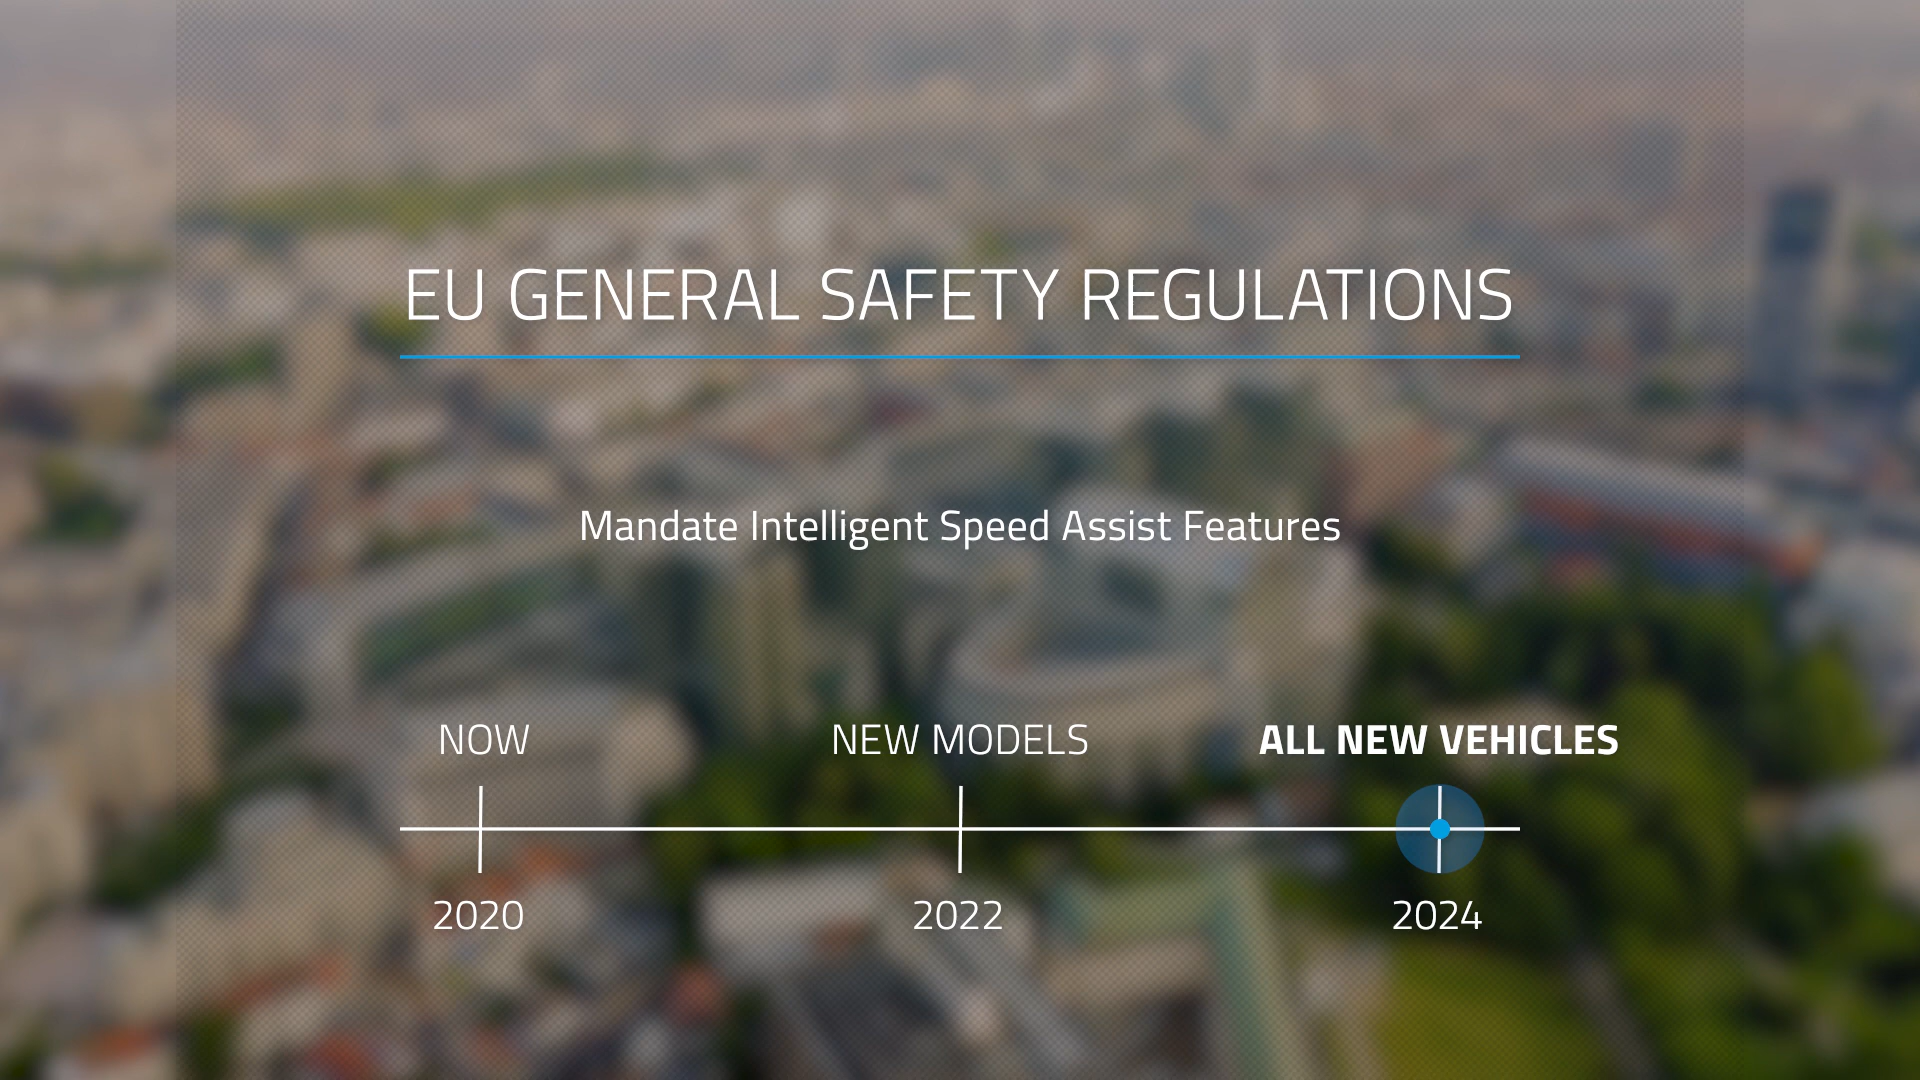 EU GENERAL SAFETY REGULATIONS
Mandate Intelligent Speed Assist Features
NOW NEW MODELS ALL NEW VEHICLES
2020 2022 2024